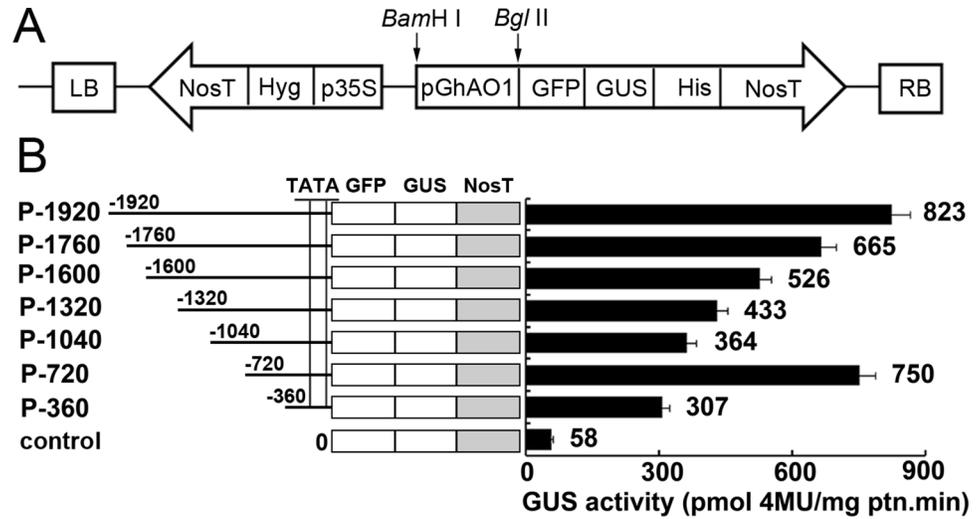 A
BamH I Bgl II
LB NosT Hyg p35S pGhAO1 GFP GUS His NosT RB
B
TATA GFP GUS NosT
P-1920 -1920 823
P-1760 -1760 665
P-1600 -1600 526
P-1320 -1320 433
P-1040 -1040 364
P-720 -720 750
P-360 -360 307
control 0 58
0 300 600 900
GUS activity (pmol 4MU/mg ptn.min)